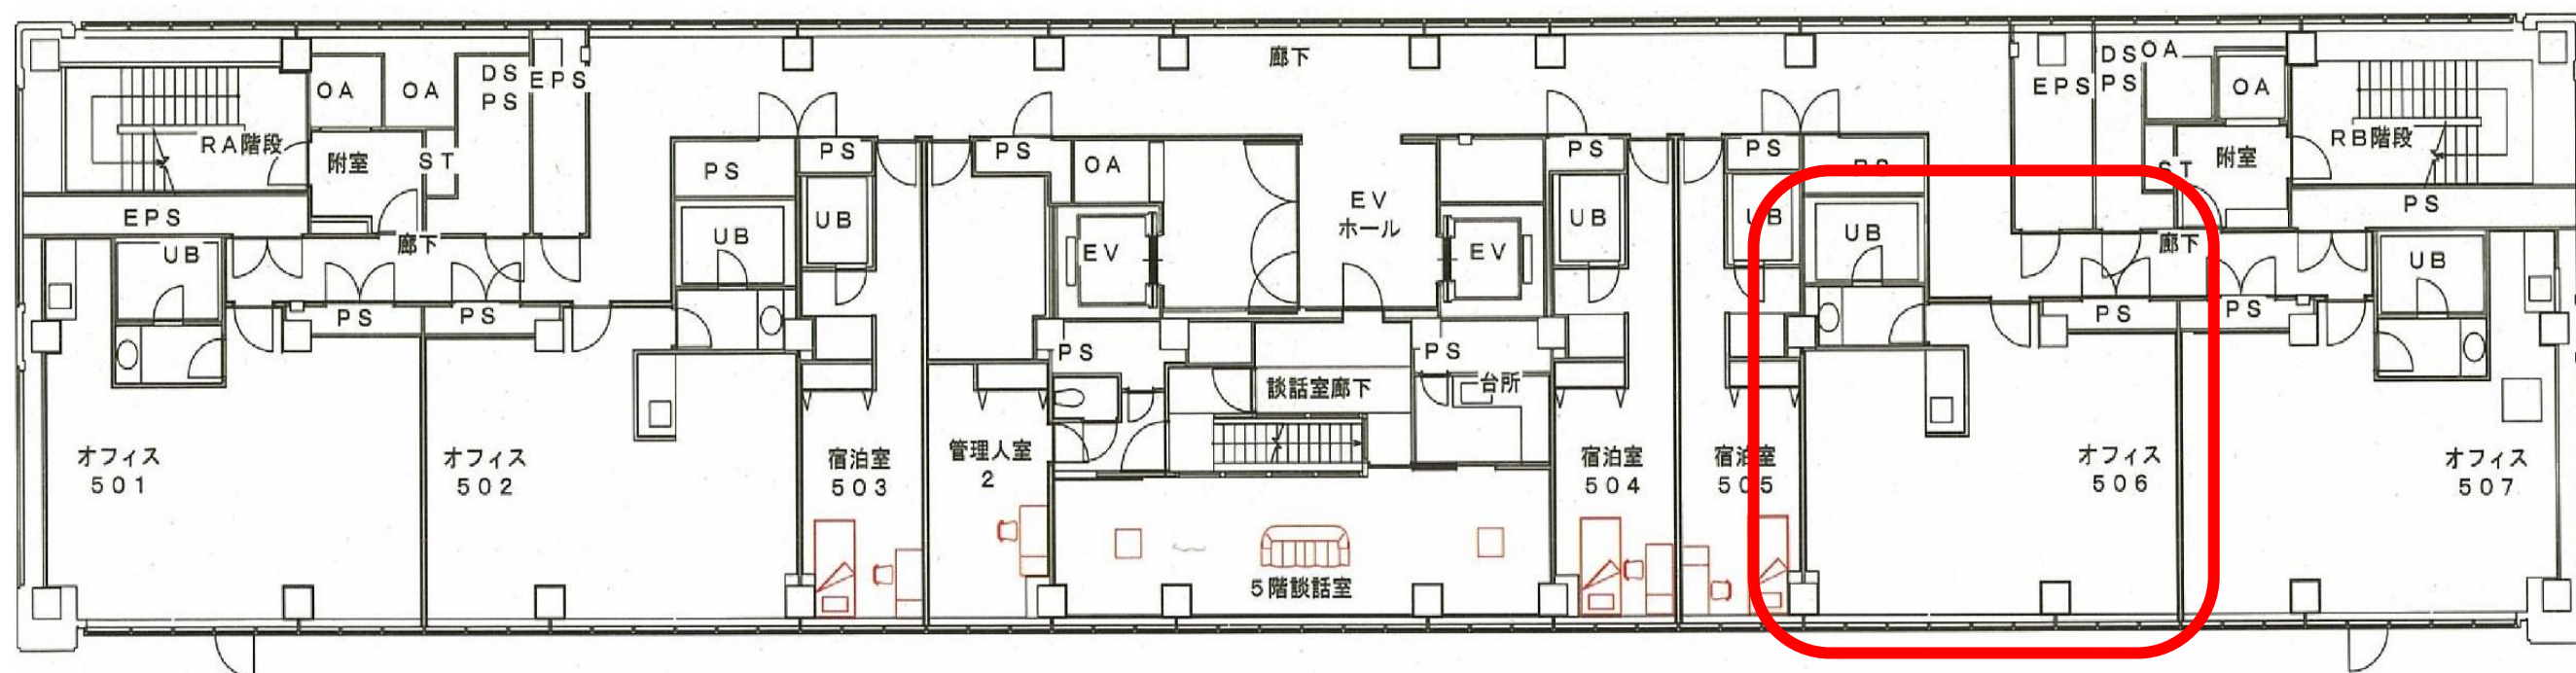 廊下
OA
OA
DS
PS
EPS
RA階段
附室
ST
EPS
廊下
UB
PS
PS
PS
UB
PS
UB
PS
OA
EV
EV
ホール
EV
PS
UB
PS
UB
PS
UB
EPS
DS
PS
OA
OA
RB階段
附室
ST
PS
廊下
UB
PS
PS
PS
談話室廊下
PS
台所
オフィス
501
オフィス
502
宿泊室
503
管理人室
2
宿泊室
504
宿泊室
505
オフィス
506
オフィス
507
5階談話室